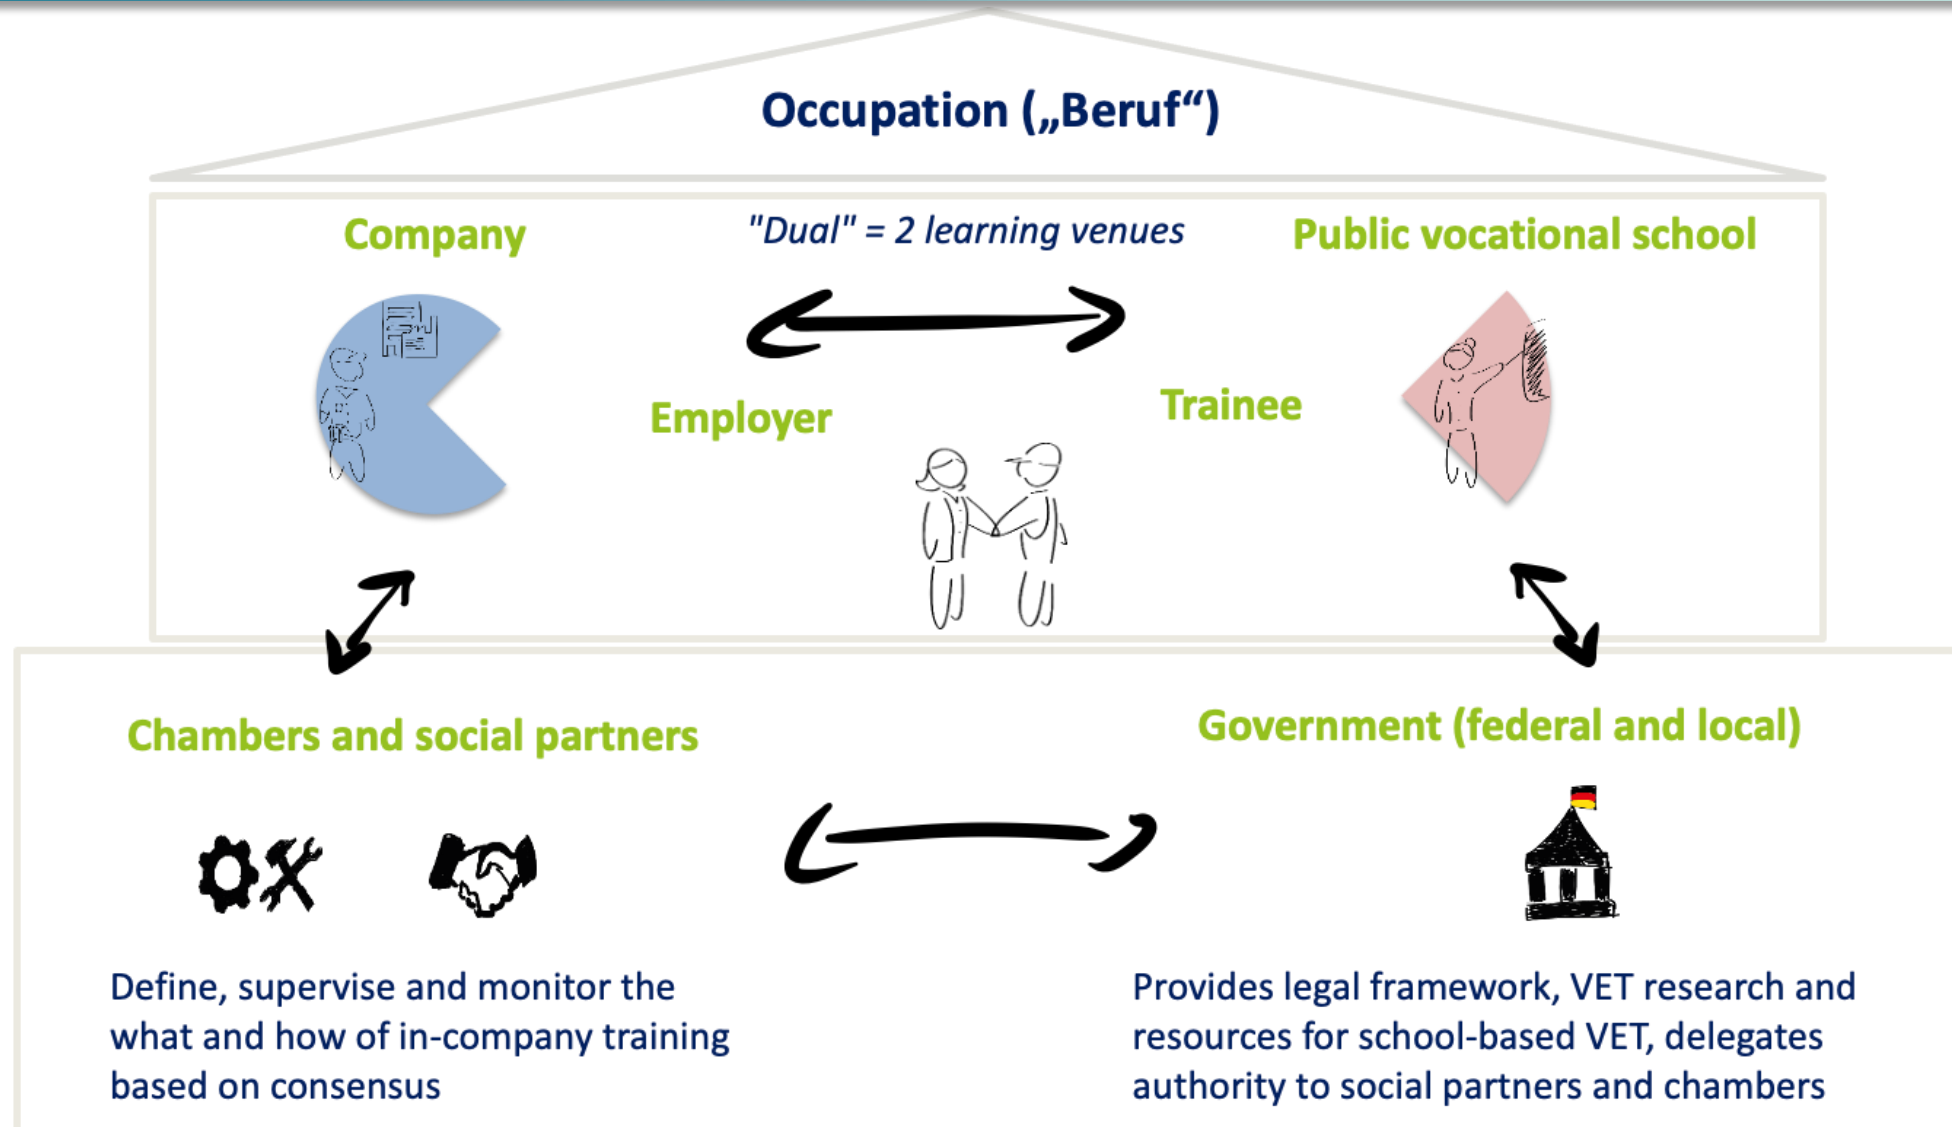 Occupation („Beruf“)
Company
"Dual" = 2 learning venues
Public vocational school
Employer
Trainee
Chambers and social partners
Government (federal and local)
Define, supervise and monitor the
what and how of in-company training
based on consensus
Provides legal framework, VET research and
resources for school-based VET, delegates
authority to social partners and chambers